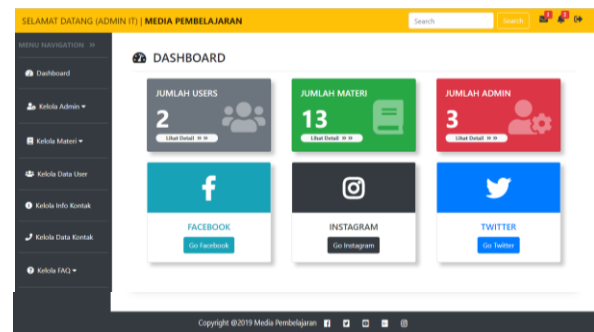 SELAMAT DATANG (ADMIN IT) | MEDIA PEMBELAJARAN
Search
Search
MENU NAVIGATION
DASHBOARD
Dashboard
Kelola Admin
Kelola Materi
Kelola Data User
Kelola Info Kontak
Kelola Data Kontak
Kelola FAQ
JUMLAH USERS
2
Lihat Detail » »
JUMLAH MATERI
13
Lihat Detail » »
JUMLAH ADMIN
3
Lihat Detail » »
FACEBOOK
Go Facebook
INSTAGRAM
Go Instagram
TWITTER
Go Twitter
Copyright @2019 Media Pembelajaran